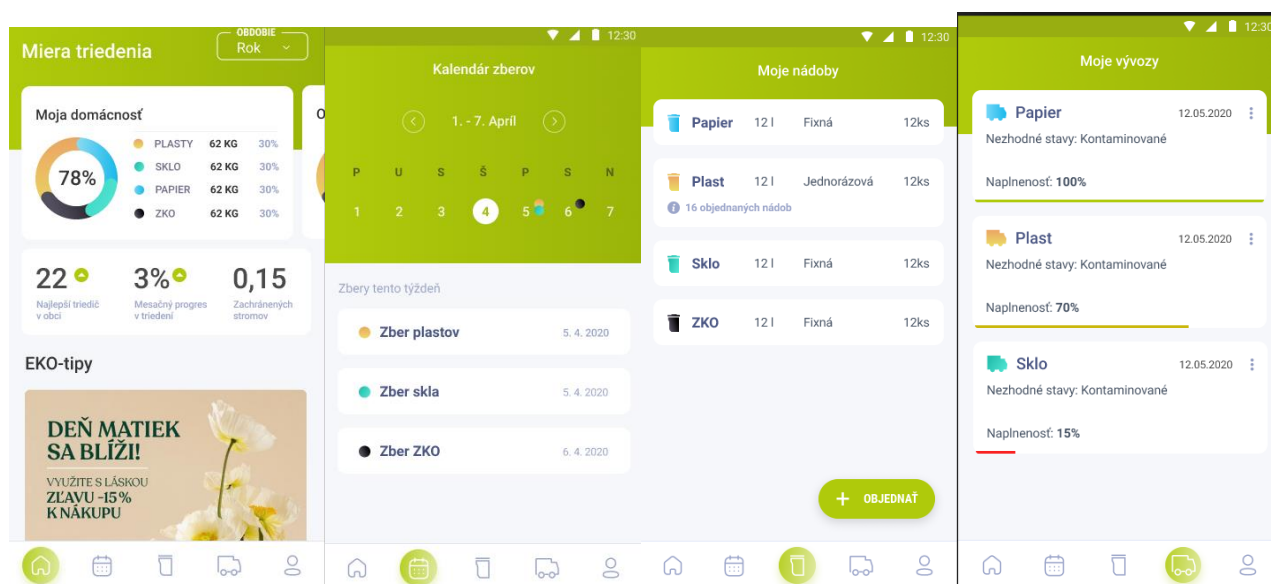 Miera triedenia
OBDOBIE
Rok
Moja domácnosť
78%
PLASTY 62 KG 30%
SKLO 62 KG 30%
PAPIER 62 KG 30%
ZKO 62 KG 30%
O
22
Najlepší triedič
v obci
3%
Mesačný progres
v triedení
0,15
Zachránených
stromov
EKO-tipy
DEŇ MATIEK
SA BLÍŽI!
VYUŽITE S LÁSKOU
ZĽAVU -15%
K NÁKUPU
12:30
Kalendár zberov
1. - 7. Apríl
P U S Š P S N
1 2 3 4 5 6 7
Zbery tento týždeň
Zber plastov 5. 4. 2020
Zber skla 5. 4. 2020
Zber ZKO 6. 4. 2020
12:30
Moje nádoby
Papier 12 l Fixná 12ks
Plast 12 l Jednorázová 12ks
16 objednaných nádob
Sklo 12 l Fixná 12ks
ZKO 12 l Fixná 12ks
+ OBJEDNAŤ
12:30
Moje vývozy
Papier 12.05.2020
Nezhodné stavy: Kontaminované
Naplnenosť: 100%
Plast 12.05.2020
Nezhodné stavy: Kontaminované
Naplnenosť: 70%
Sklo 12.05.2020
Nezhodné stavy: Kontaminované
Naplnenosť: 15%